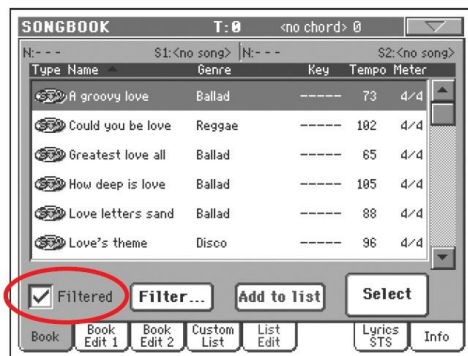 SONGBOOK T:0 <no chord> 0
N:--- S1:<no song> N:--- S2:<no song>
Type Name Genre Key Tempo Meter
A groovy love Ballad ----- 73 4/4
Could you be love Reggae ----- 102 4/4
Greatest love all Ballad ----- 65 4/4
How deep is love Ballad ----- 105 4/4
Love letters sand Ballad ----- 88 4/4
Love's theme Disco ----- 96 4/4
Filtered Filter... Add to list Select
Book Book Edit 1 Book Edit 2 Custom List List Edit Lyrics STS Info